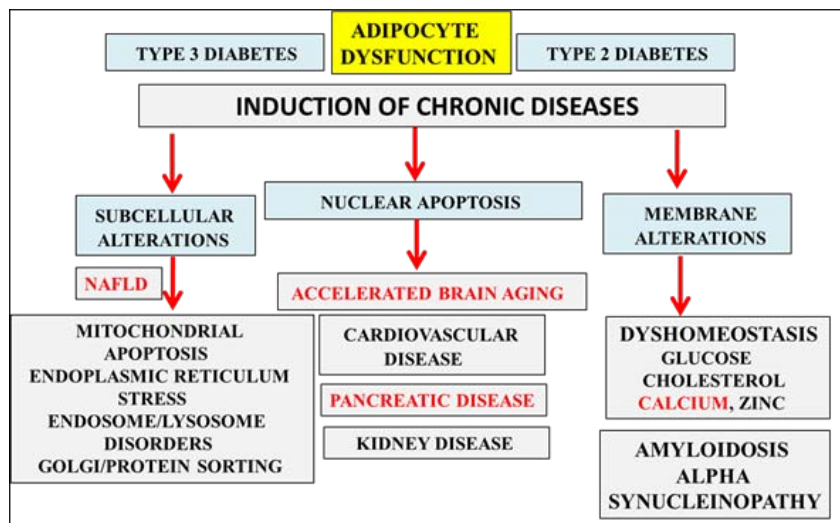 TYPE 3 DIABETES
ADIPOCYTE
DYSFUNCTION
TYPE 2 DIABETES
INDUCTION OF CHRONIC DISEASES
SUBCELLULAR
ALTERATIONS
NUCLEAR APOPTOSIS
MEMBRANE
ALTERATIONS
NAFLD
MITOCHONDRIAL
APOPTOSIS
ENDOPLASMIC RETICULUM
STRESS
ENDOSOME/LYSOSOME
DISORDERS
GOLGI/PROTEIN SORTING
ACCELERATED BRAIN AGING
CARDIOVASCULAR
DISEASE
PANCREATIC DISEASE
KIDNEY DISEASE
DYSHOMEOSTASIS
GLUCOSE
CHOLESTEROL
CALCIUM, ZINC
AMYLOIDOSIS
ALPHA
SYNUCLEINOPATHY